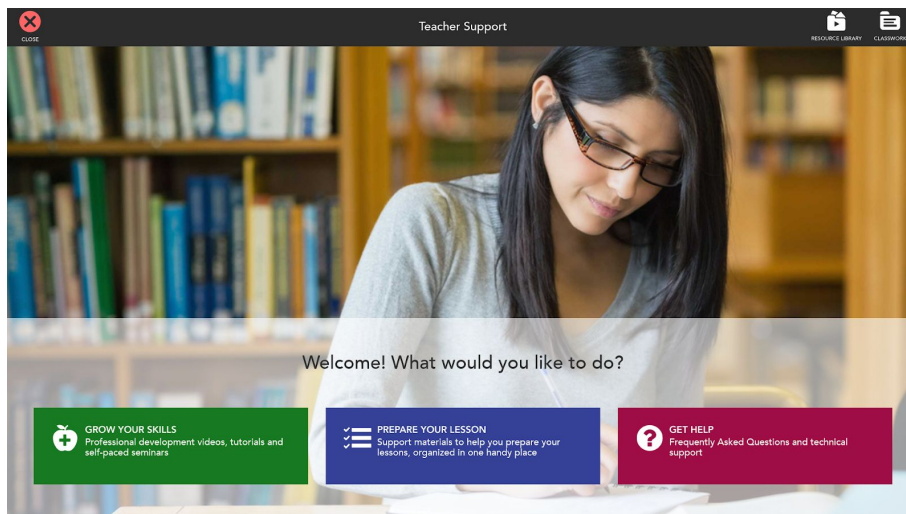 Teacher Support
CLOSE
RESOURCE LIBRARY
CLASSWORK
Welcome! What would you like to do?
GROW YOUR SKILLS
Professional development videos, tutorials and
self-paced seminars
PREPARE YOUR LESSON
Support materials to help you prepare your
lessons, organized in one handy place
GET HELP
Frequently Asked Questions and technical
support